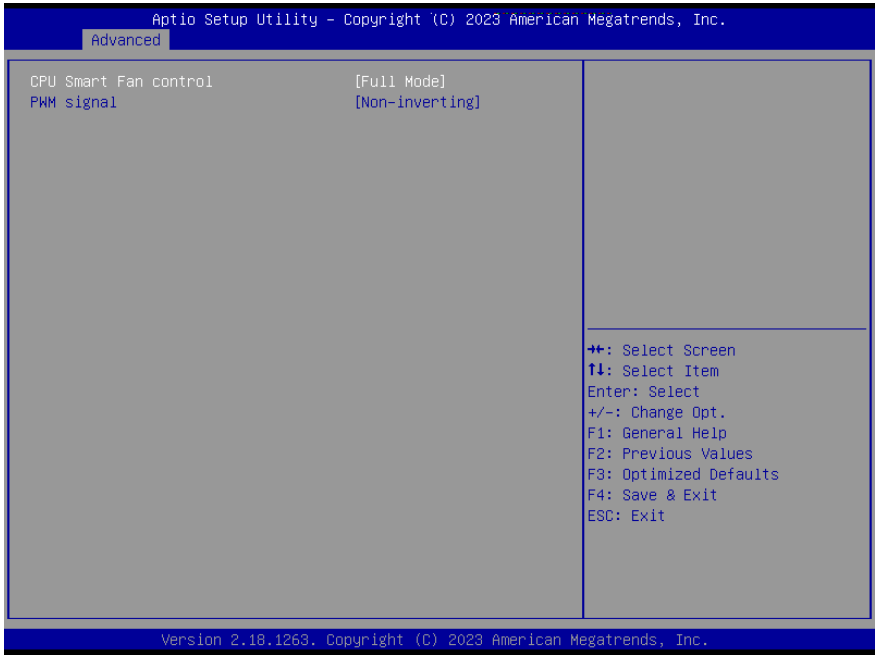 Aptio Setup Utility – Copyright (C) 2023 American Megatrends, Inc.
Advanced
CPU Smart Fan control [Full Mode]
PWM signal [Non-inverting]
→←: Select Screen
↑↓: Select Item
Enter: Select
+/-: Change Opt.
F1: General Help
F2: Previous Values
F3: Optimized Defaults
F4: Save & Exit
ESC: Exit
Version 2.18.1263. Copyright (C) 2023 American Megatrends, Inc.